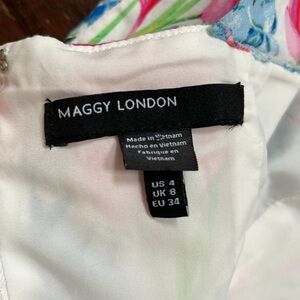 MAGGY LONDON
Made in Vietnam
Hecho en Vietnam
Fabriqué en
Vietnam
US 4
UK 8
EU 34